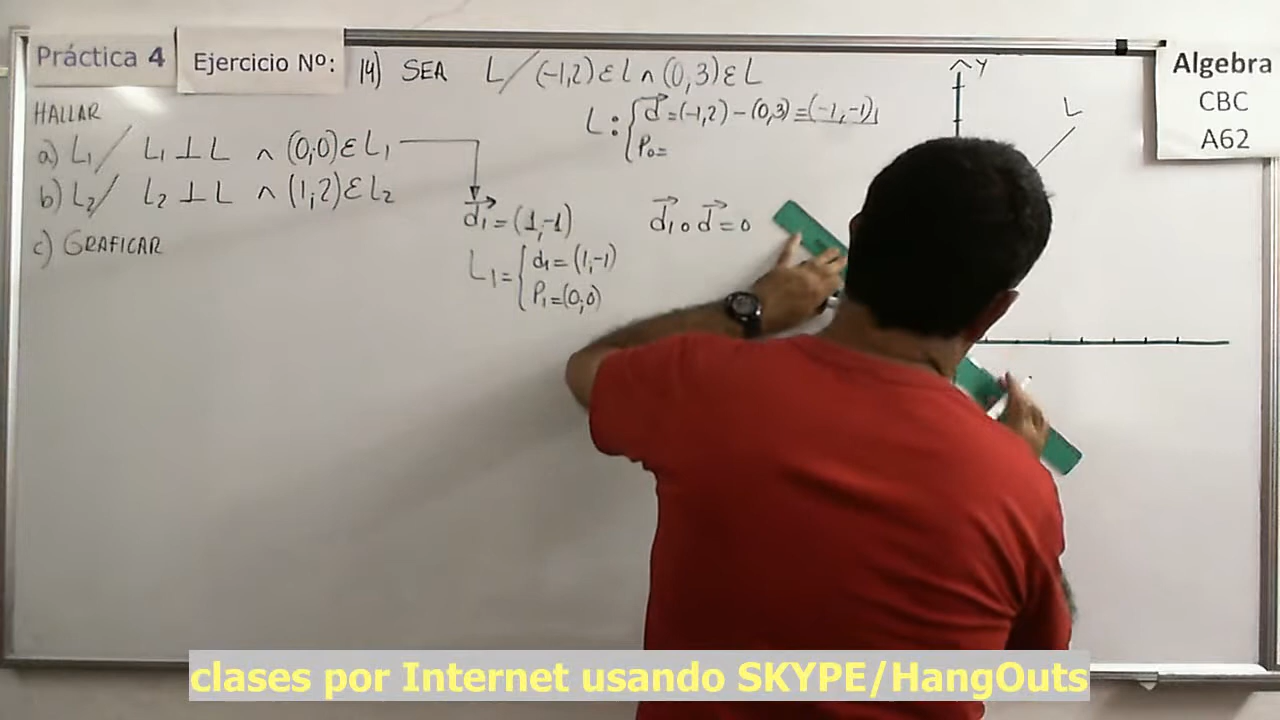 Práctica 4
Ejercicio Nº:
14) SEA L/(-1,2) ε L ∧ (0,3) ε L
Algebra
CBC
A62
HALLAR
a) L₁/ L₁ ⊥ L ∧ (0;0) ε L₁
b) L₂/ L₂ ⊥ L ∧ (1;2) ε L₂
c) GRAFICAR
L: { d⃗ = (-1,2) - (0,3) = (-1,-1)
P₀=
d⃗₁ = (1,-1)
d⃗₁ ∘ d⃗ = 0
L₁ = { d₁ = (1,-1)
P₁ = (0;0)
y
L
clases por Internet usando SKYPE/HangOuts